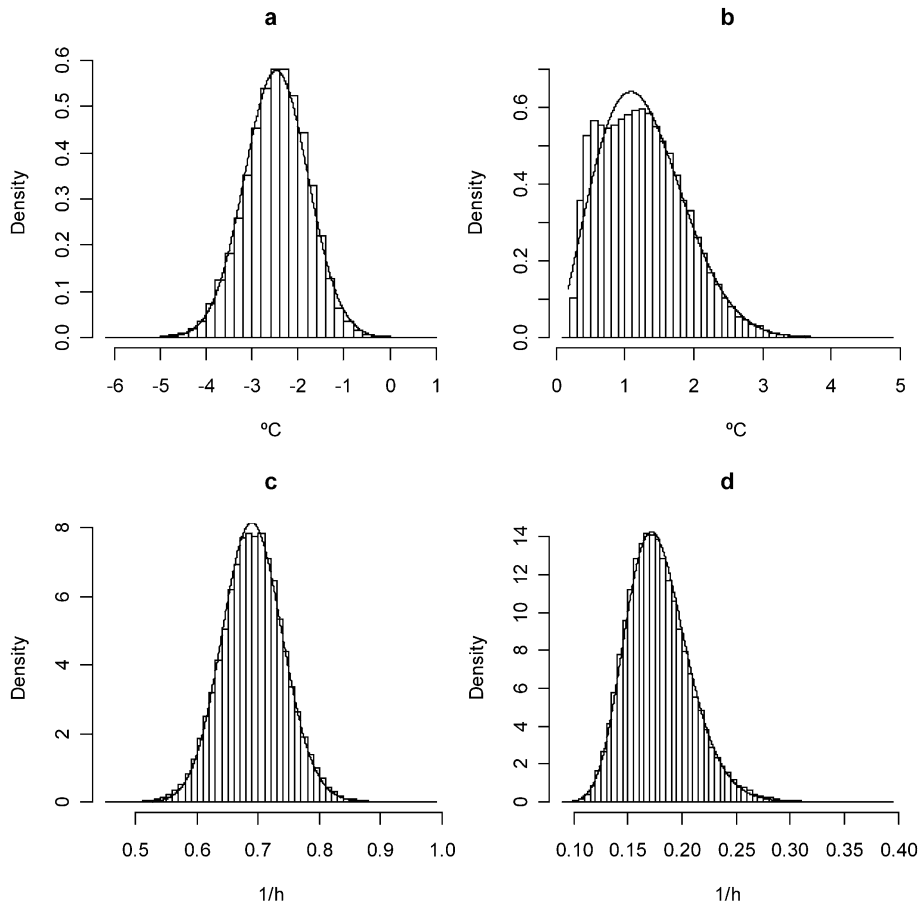 a
Density
0.0 0.1 0.2 0.3 0.4 0.5 0.6
-6 -5 -4 -3 -2 -1 0 1
ºC
b
Density
0.0 0.2 0.4 0.6
0 1 2 3 4 5
ºC
c
Density
0 2 4 6 8
0.5 0.6 0.7 0.8 0.9 1.0
1/h
d
Density
0 2 4 6 8 10 12 14
0.10 0.15 0.20 0.25 0.30 0.35 0.40
1/h